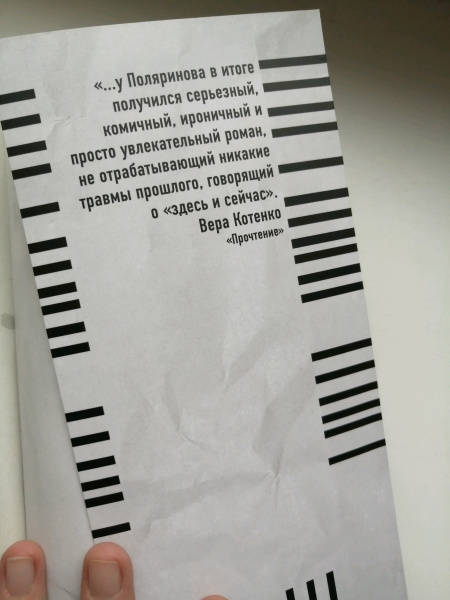 «...у Поляринова в итоге
получился серьезный,
комичный, ироничный и
просто увлекательный роман,
не отрабатывающий никакие
травмы прошлого, говорящий
о «здесь и сейчас».
Вера Котенко
«Прочтение»